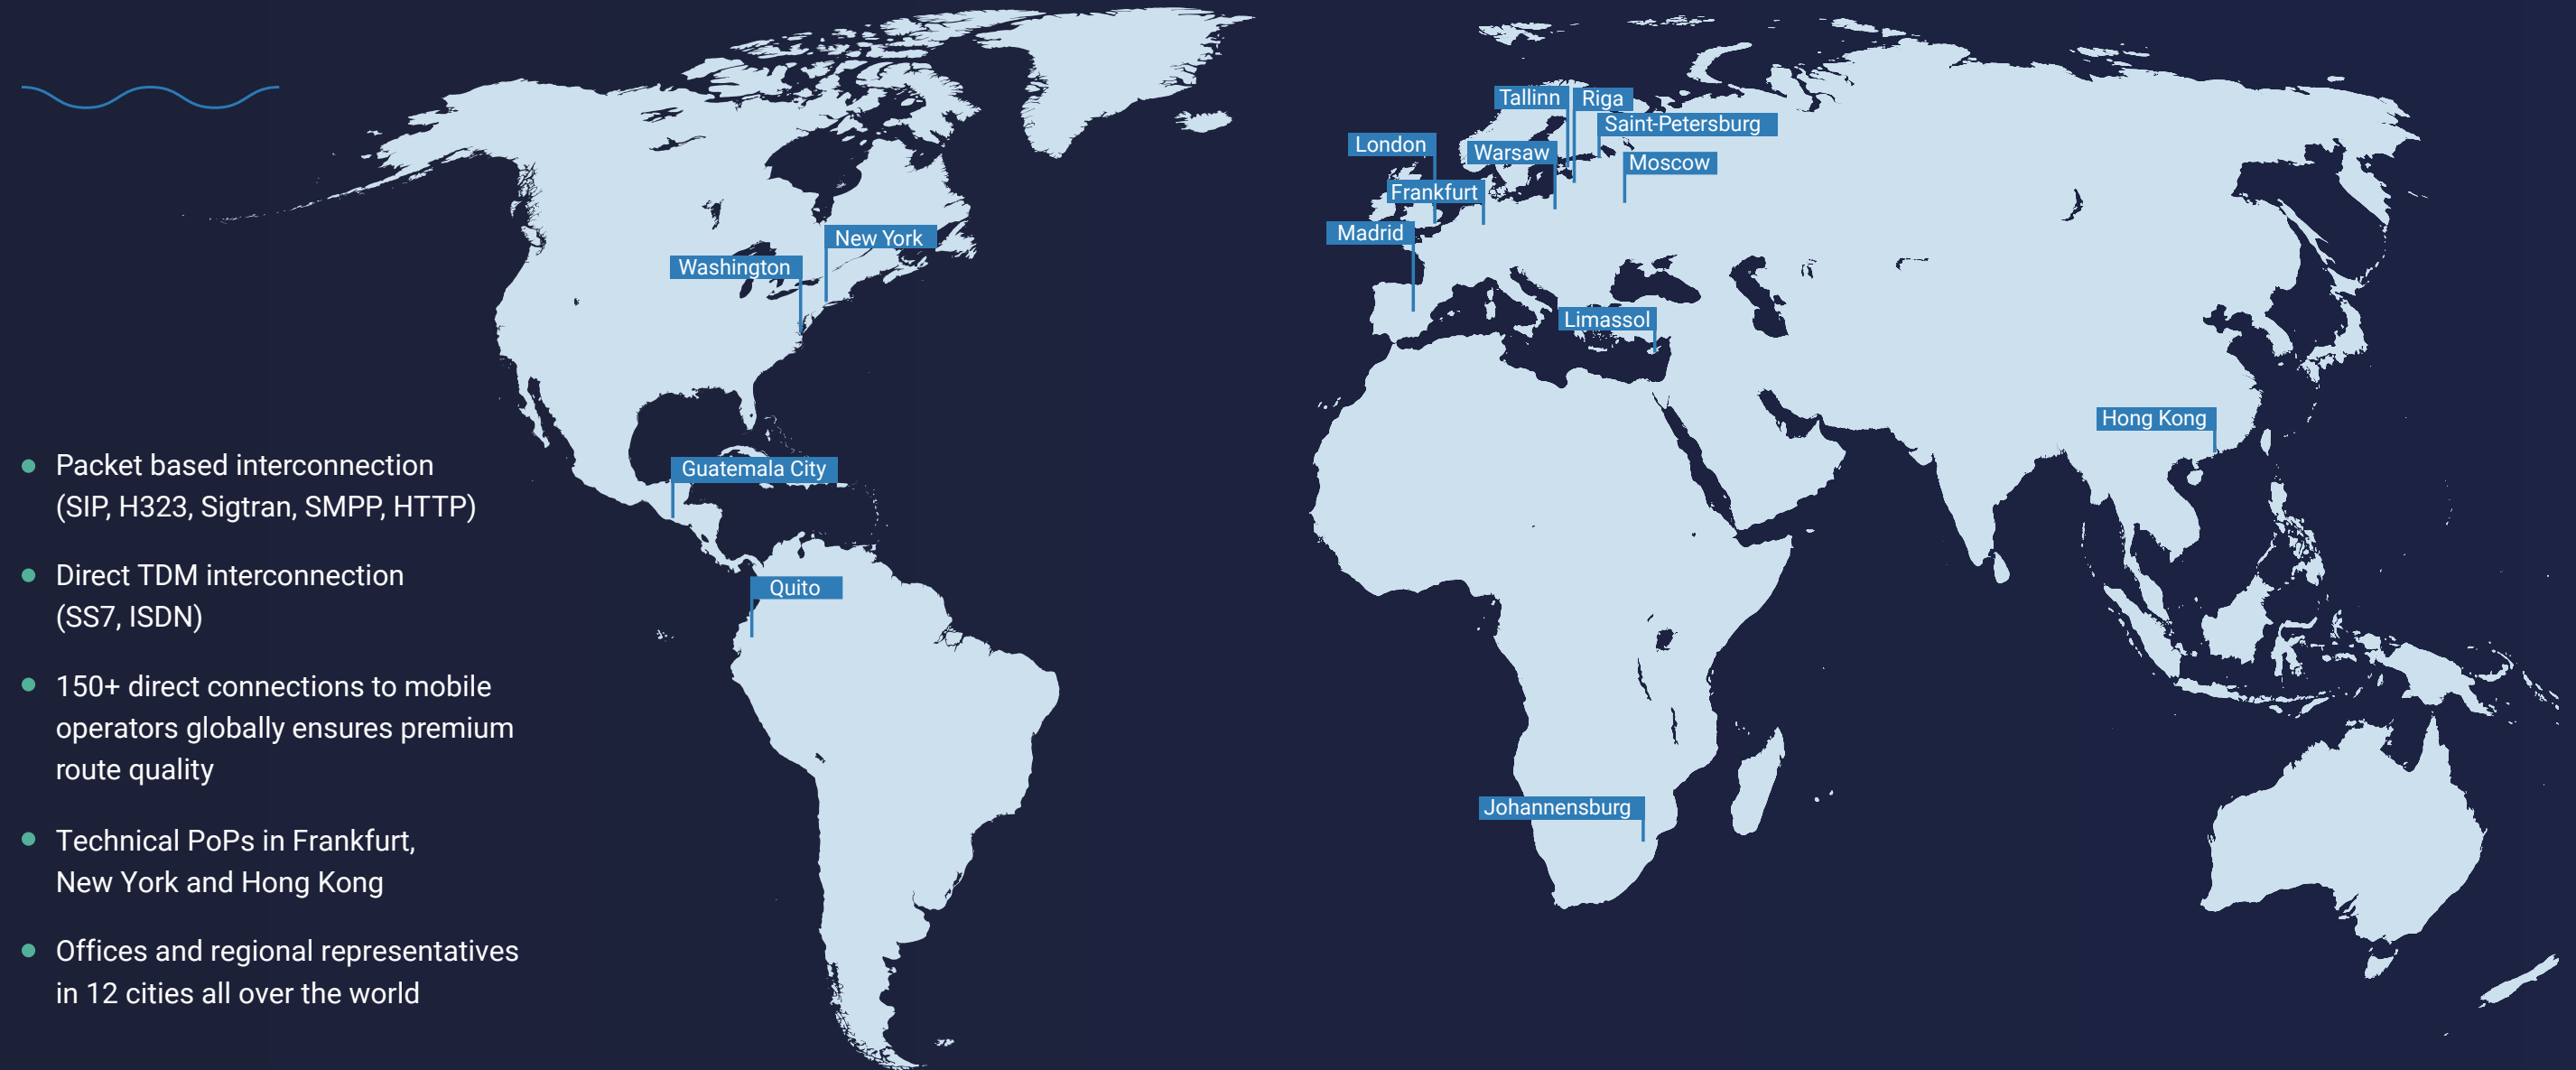 Packet based interconnection
(SIP, H323, Sigtran, SMPP, HTTP)
Direct TDM interconnection
(SS7, ISDN)
150+ direct connections to mobile
operators globally ensures premium
route quality
Technical PoPs in Frankfurt,
New York and Hong Kong
Offices and regional representatives
in 12 cities all over the world
Tallinn
Riga
Saint-Petersburg
London
Warsaw
Moscow
Frankfurt
Madrid
New York
Washington
Limassol
Hong Kong
Guatemala City
Quito
Johannensburg